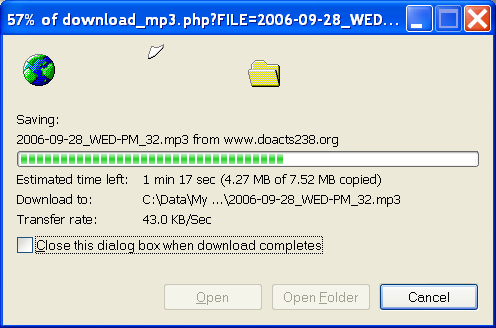 57% of download_mp3.php?FILE=2006-09-28_WED...
Saving:
2006-09-28_WED-PM_32.mp3 from www.doacts238.org
Estimated time left: 1 min 17 sec (4.27 MB of 7.52 MB copied)
Download to: C:\Data\My ...\2006-09-28_WED-PM_32.mp3
Transfer rate: 43.0 KB/Sec
Close this dialog box when download completes
Open Open Folder Cancel